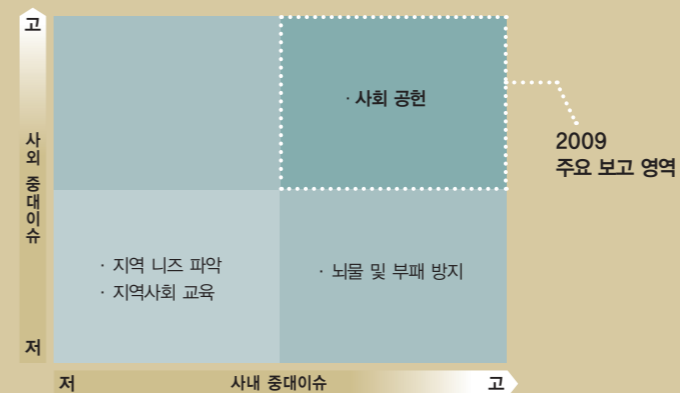 고
사외 중대이슈
저
· 사회 공헌
2009
주요 보고 영역
· 지역 니즈 파악
· 지역사회 교육
· 뇌물 및 부패 방지
저
사내 중대이슈
고